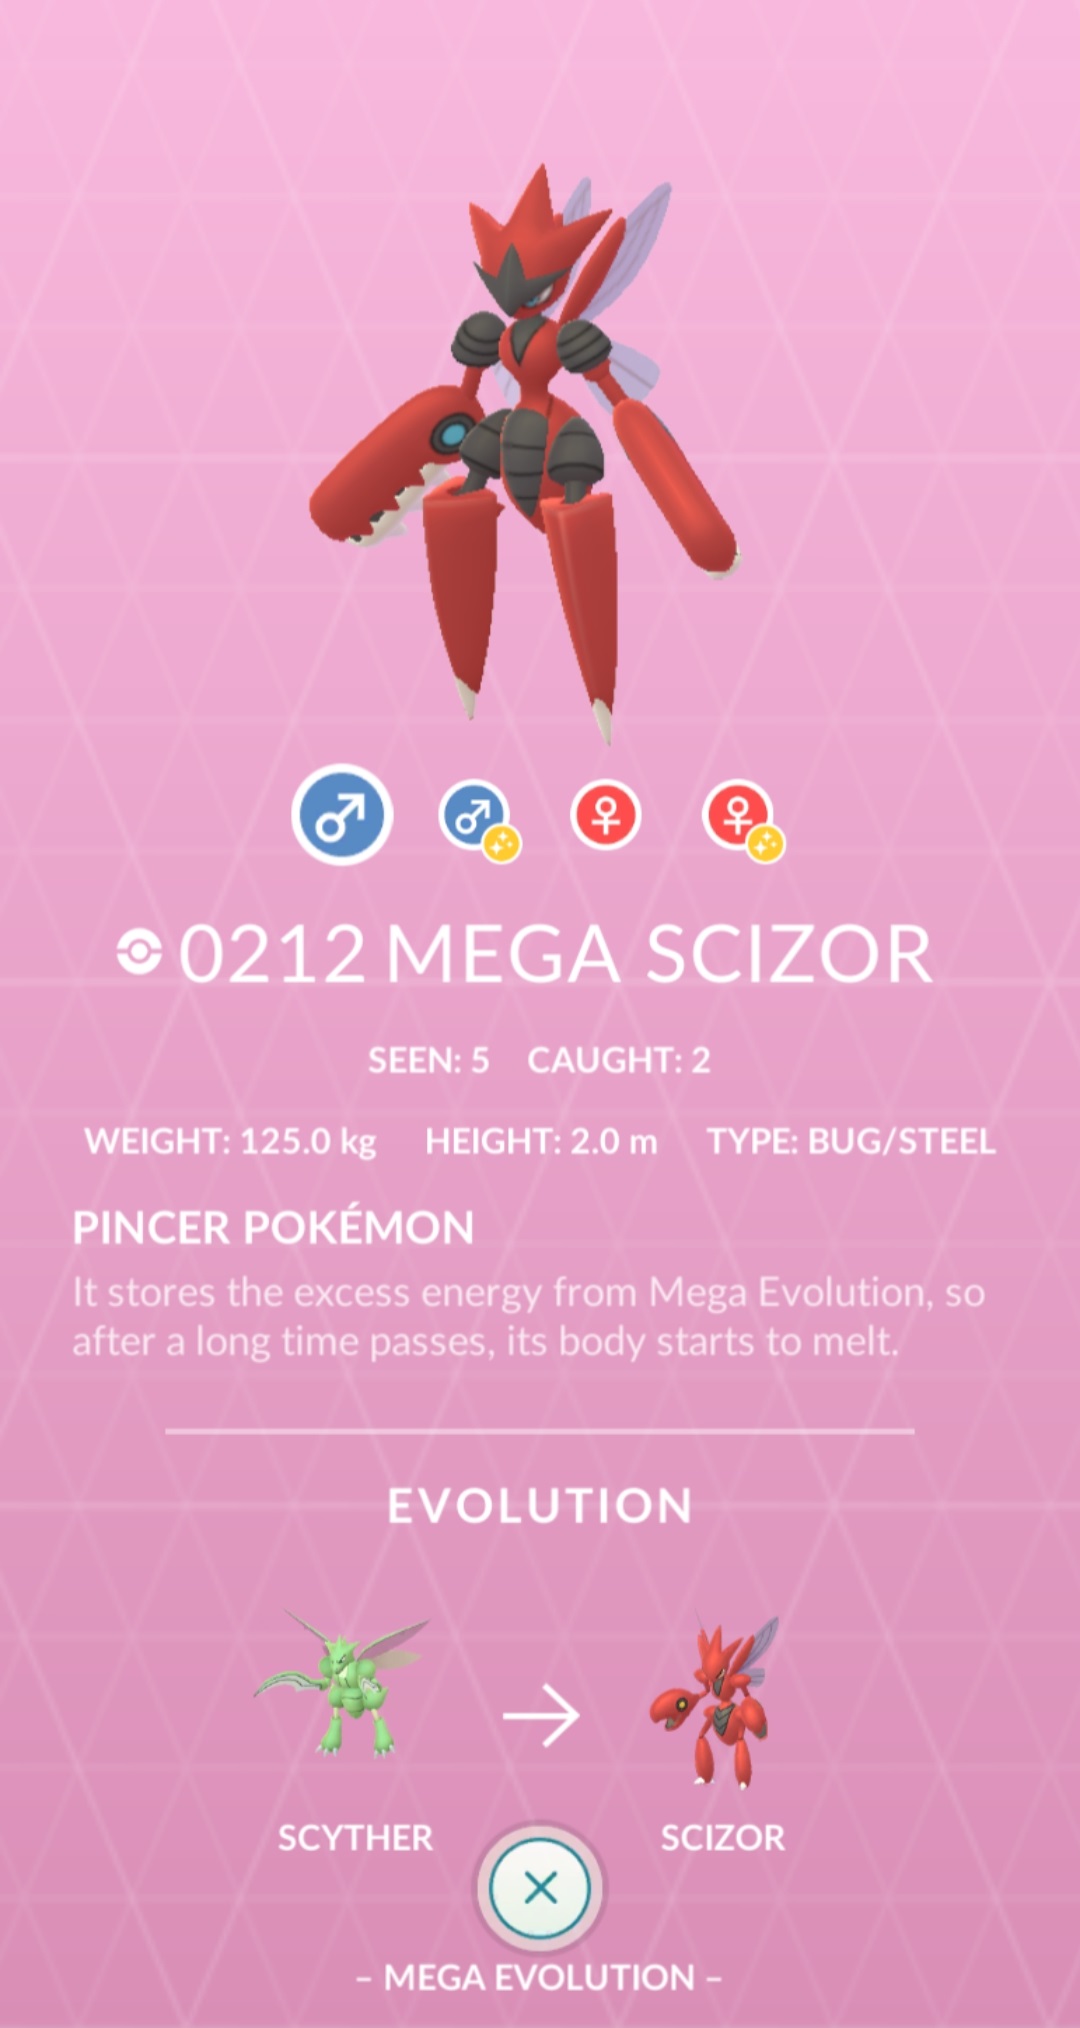 0212 MEGA SCIZOR
SEEN: 5 CAUGHT: 2
WEIGHT: 125.0 kg HEIGHT: 2.0 m TYPE: BUG/STEEL
PINCER POKÉMON
It stores the excess energy from Mega Evolution, so
after a long time passes, its body starts to melt.
EVOLUTION
SCYTHER SCIZOR
– MEGA EVOLUTION –